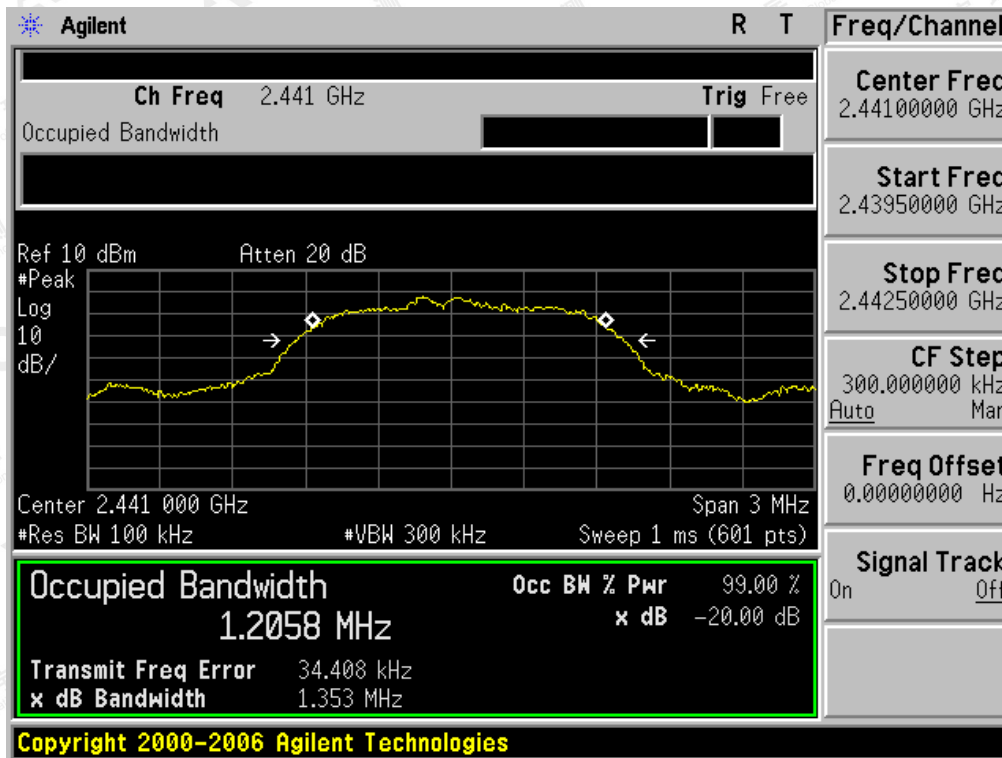 Agilent R T Freq/Channel
Ch Freq 2.441 GHz Trig Free
Occupied Bandwidth
Center Freq
2.44100000 GHz
Start Freq
2.43950000 GHz
Stop Freq
2.44250000 GHz
CF Step
300.000000 kHz
Auto Man
Freq Offset
0.00000000 Hz
Signal Track
On Off
Ref 10 dBm Atten 20 dB
#Peak
Log
10
dB/
Center 2.441 000 GHz Span 3 MHz
#Res BW 100 kHz #VBW 300 kHz Sweep 1 ms (601 pts)
Occupied Bandwidth
1.2058 MHz
Occ BW % Pwr 99.00 %
x dB -20.00 dB
Transmit Freq Error 34.408 kHz
x dB Bandwidth 1.353 MHz
Copyright 2000-2006 Agilent Technologies